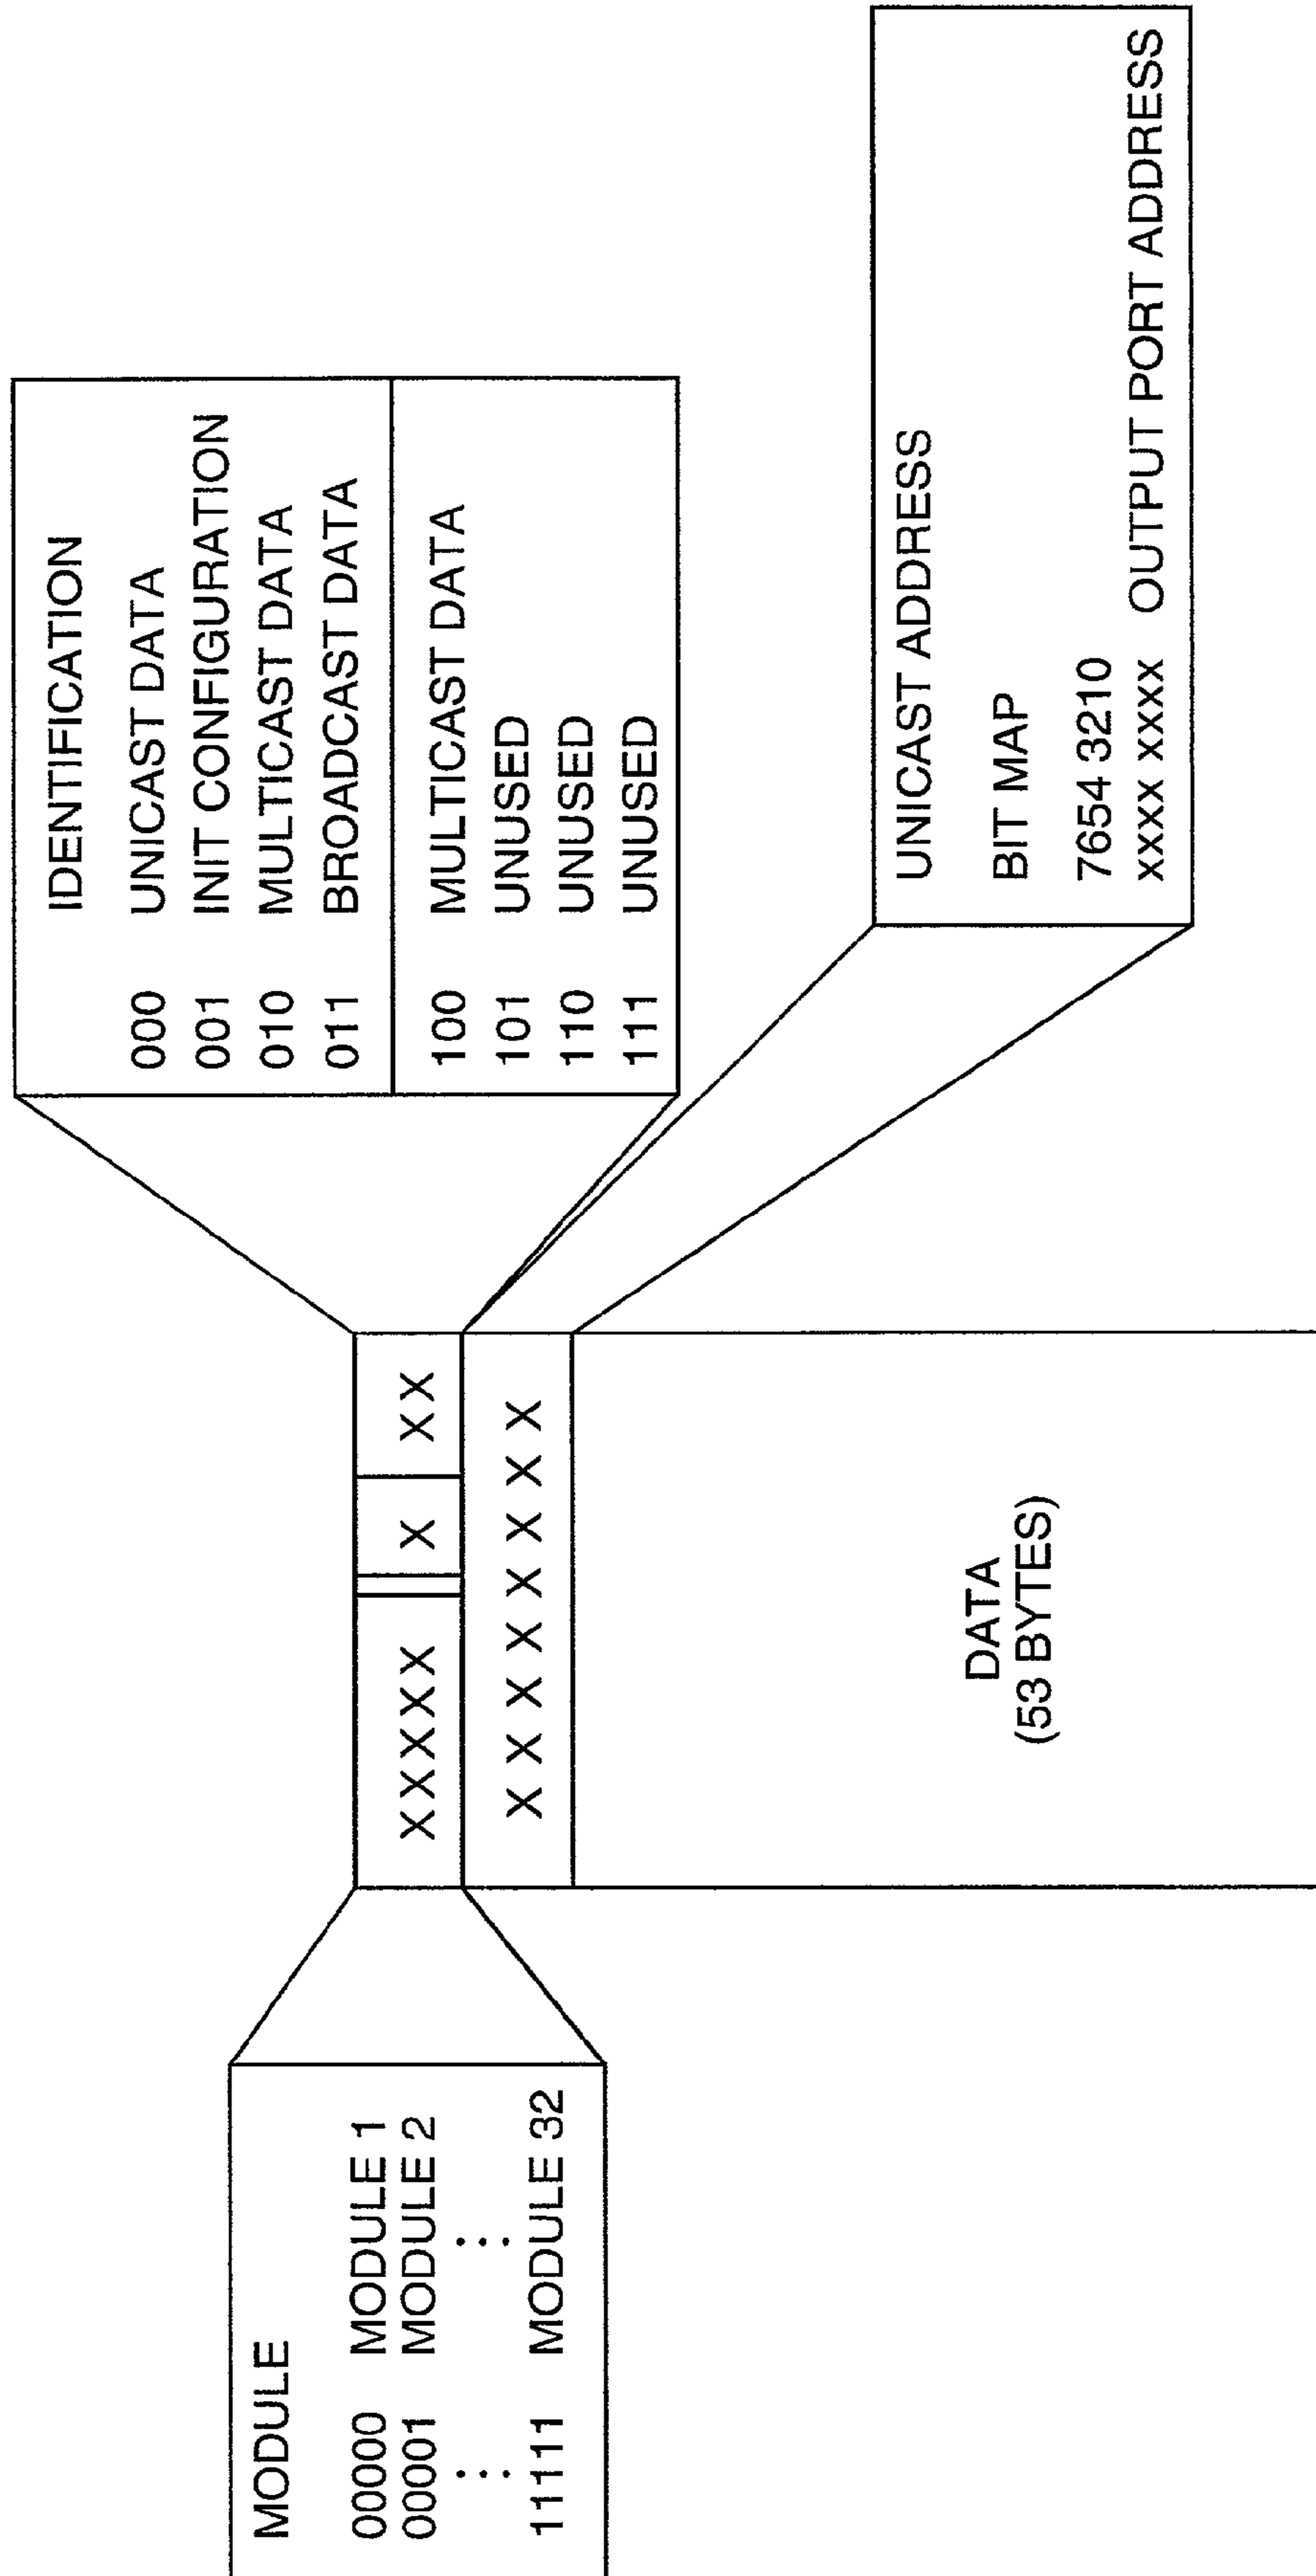 IDENTIFICATION
000 UNICAST DATA
001 INIT CONFIGURATION
010 MULTICAST DATA
011 BROADCAST DATA
100 MULTICAST DATA
101 UNUSED
110 UNUSED
111 UNUSED
MODULE
00000 MODULE 1
00001 MODULE 2
⋮ ⋮
11111 MODULE 32
XXXXX X XX
X X X X X X X X
DATA
(53 BYTES)
UNICAST ADDRESS
BIT MAP
7654 3210
xxxx xxxx OUTPUT PORT ADDRESS